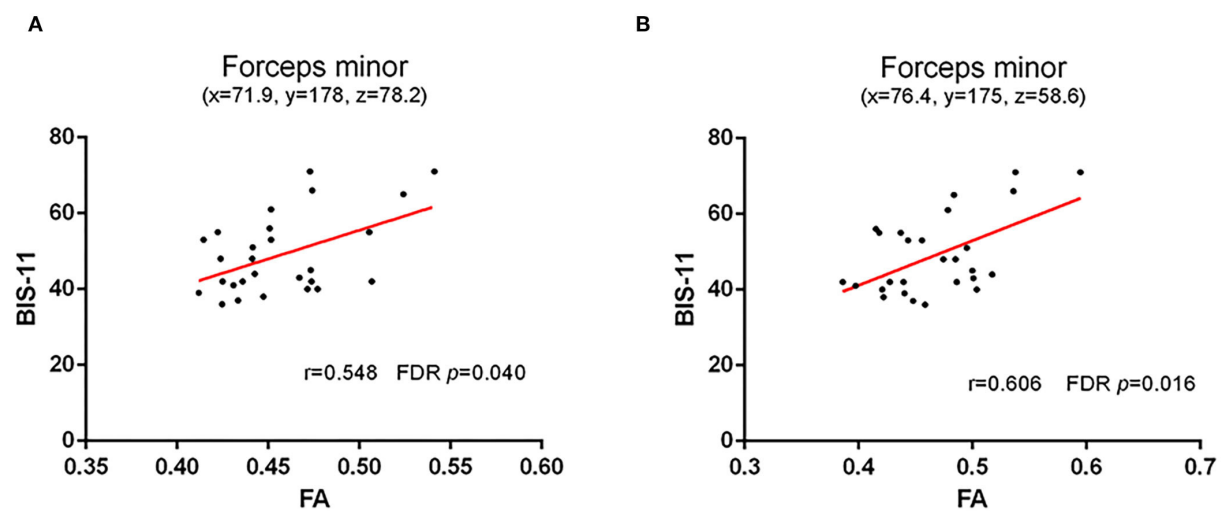 A
Forceps minor
(x=71.9, y=178, z=78.2)
80
60
40
20
0
BIS-11
r=0.548 FDR p=0.040
0.35 0.40 0.45 0.50 0.55 0.60
FA
B
Forceps minor
(x=76.4, y=175, z=58.6)
80
60
40
20
0
BIS-11
r=0.606 FDR p=0.016
0.3 0.4 0.5 0.6 0.7
FA